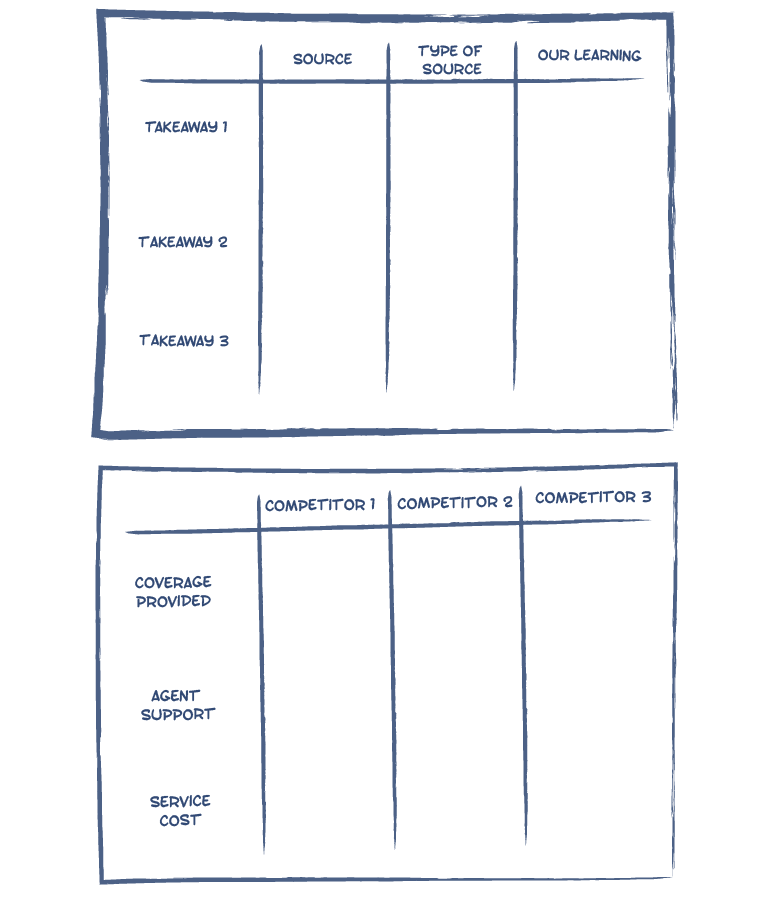 SOURCE
TYPE OF
SOURCE
OUR LEARNING
TAKEAWAY 1
TAKEAWAY 2
TAKEAWAY 3
COMPETITOR 1
COMPETITOR 2
COMPETITOR 3
COVERAGE
PROVIDED
AGENT
SUPPORT
SERVICE
COST